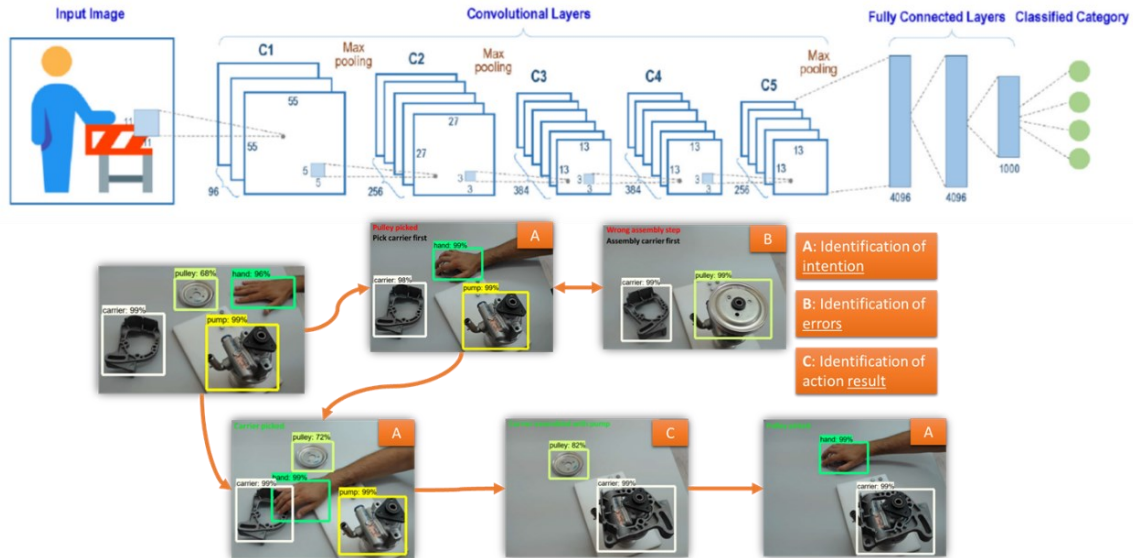 Input Image
Convolutional Layers
Fully Connected Layers
Classified Category
C1
Max
pooling
C2
Max
pooling
C3
C4
C5
Max
pooling
11
11
55
55
5
5
96
27
27
3
3
256
13
13
3
3
384
13
13
3
3
384
13
13
256
4096
4096
1000
pulley: 68%
hand: 96%
carrier: 99%
pump: 99%
Pulley picked
Pick carrier first
A
hand: 99%
carrier: 98%
pump: 99%
Wrong assembly step
Assembly carrier first
B
pulley: 99%
carrier: 99%
A: Identification of
intention
B: Identification of
errors
C: Identification of
action result
Carrier picked
A
pulley: 72%
hand: 99%
carrier: 99%
pump: 99%
C
pulley: 82%
carrier: 99%
A
hand: 99%
carrier: 99%